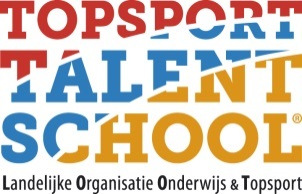 TOPSPORT
TALENT
SCHOOL®
Landelijke Organisatie Onderwijs & Topsport